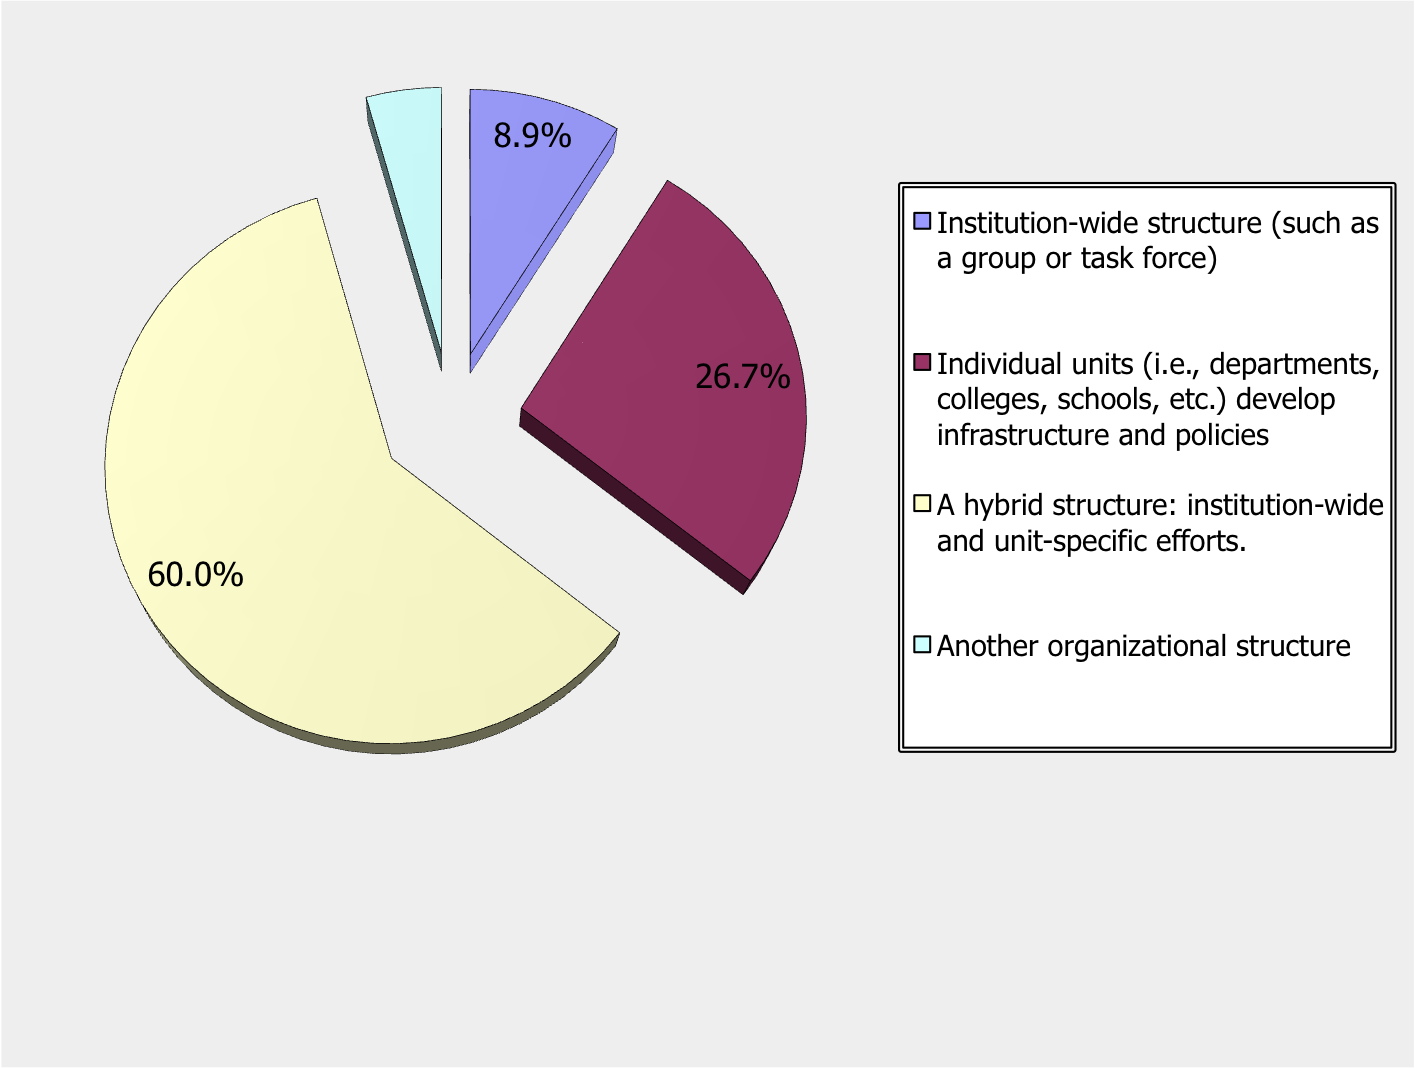 8.9%
26.7%
60.0%
Institution-wide structure (such as
a group or task force)
Individual units (i.e., departments,
colleges, schools, etc.) develop
infrastructure and policies
A hybrid structure: institution-wide
and unit-specific efforts.
Another organizational structure